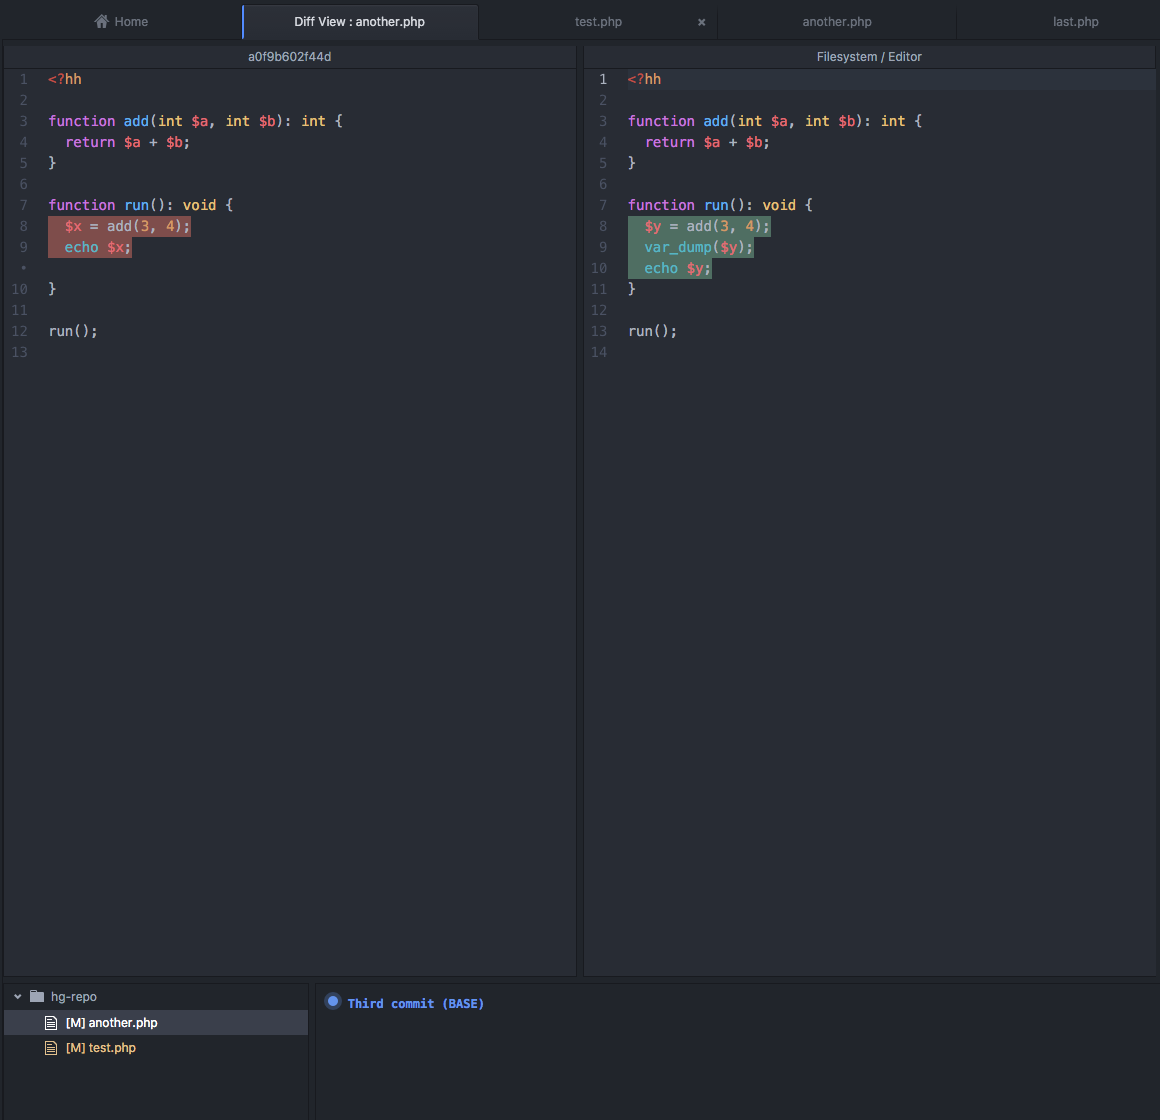 Home
Diff View : another.php
test.php ×
another.php
last.php
a0f9b602f44d
1 <?hh
2
3 function add(int $a, int $b): int {
4   return $a + $b;
5 }
6
7 function run(): void {
8   $x = add(3, 4);
9   echo $x;
•
10 }
11
12 run();
13
Filesystem / Editor
1 <?hh
2
3 function add(int $a, int $b): int {
4   return $a + $b;
5 }
6
7 function run(): void {
8   $y = add(3, 4);
9   var_dump($y);
10   echo $y;
11 }
12
13 run();
14
hg-repo
[M] another.php
[M] test.php
Third commit (BASE)